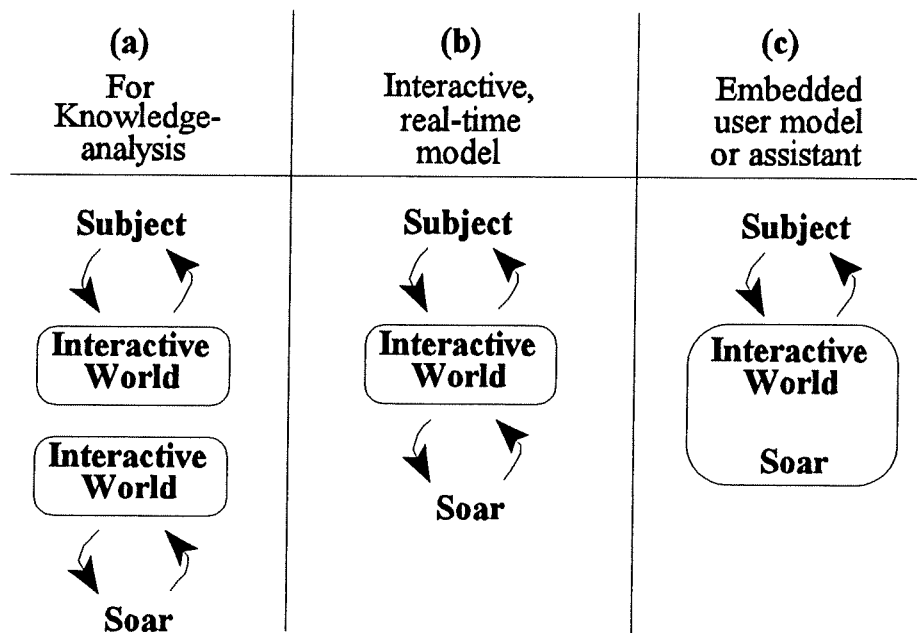 (a)
For
Knowledge-
analysis
Subject
Interactive
World
Interactive
World
Soar
(b)
Interactive,
real-time
model
Subject
Interactive
World
Soar
(c)
Embedded
user model
or assistant
Subject
Interactive
World
Soar